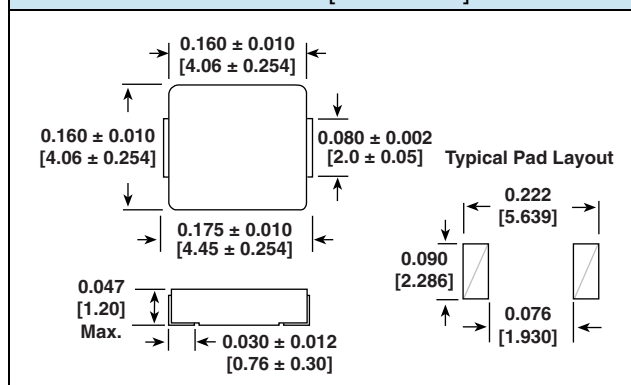 0.160 ± 0.010
[4.06 ± 0.254]
0.160 ± 0.010
[4.06 ± 0.254]
0.080 ± 0.002
[2.0 ± 0.05]
0.175 ± 0.010
[4.45 ± 0.254]
0.047
[1.20]
Max.
0.030 ± 0.012
[0.76 ± 0.30]
Typical Pad Layout
0.222
[5.639]
0.090
[2.286]
0.076
[1.930]